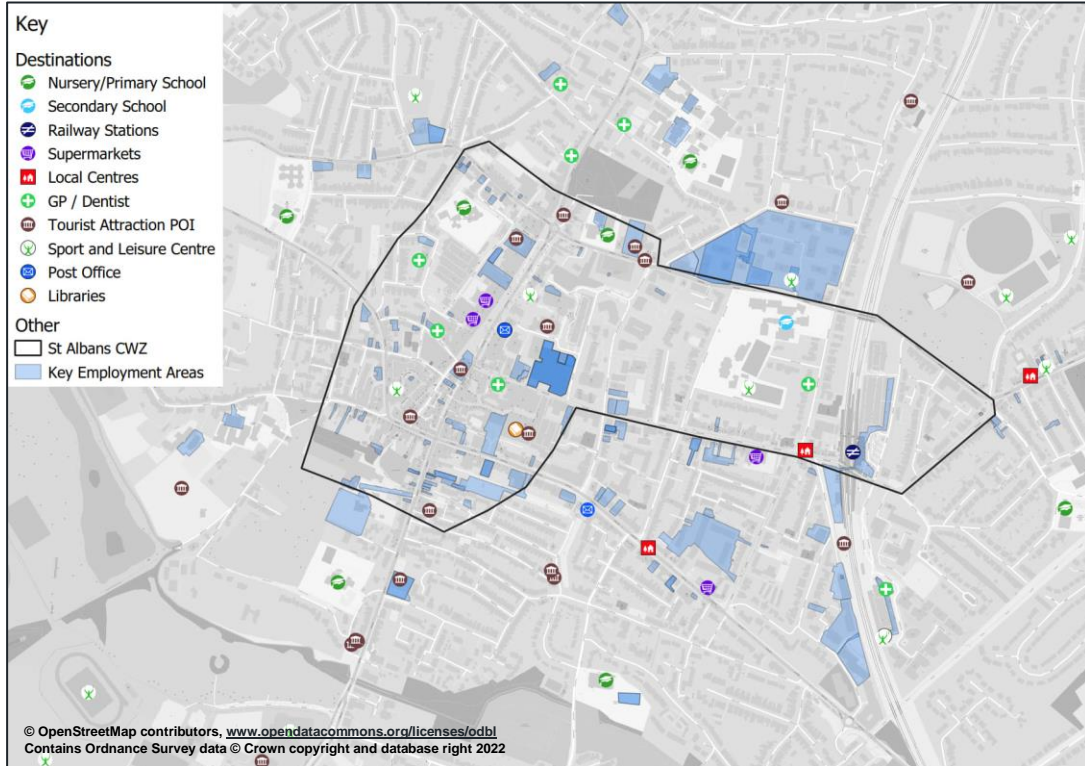 Key
Destinations
Nursery/Primary School
Secondary School
Railway Stations
Supermarkets
Local Centres
GP / Dentist
Tourist Attraction POI
Sport and Leisure Centre
Post Office
Libraries
Other
St Albans CWZ
Key Employment Areas
© OpenStreetMap contributors, www.opendatacommons.org/licenses/odbl
Contains Ordnance Survey data © Crown copyright and database right 2022